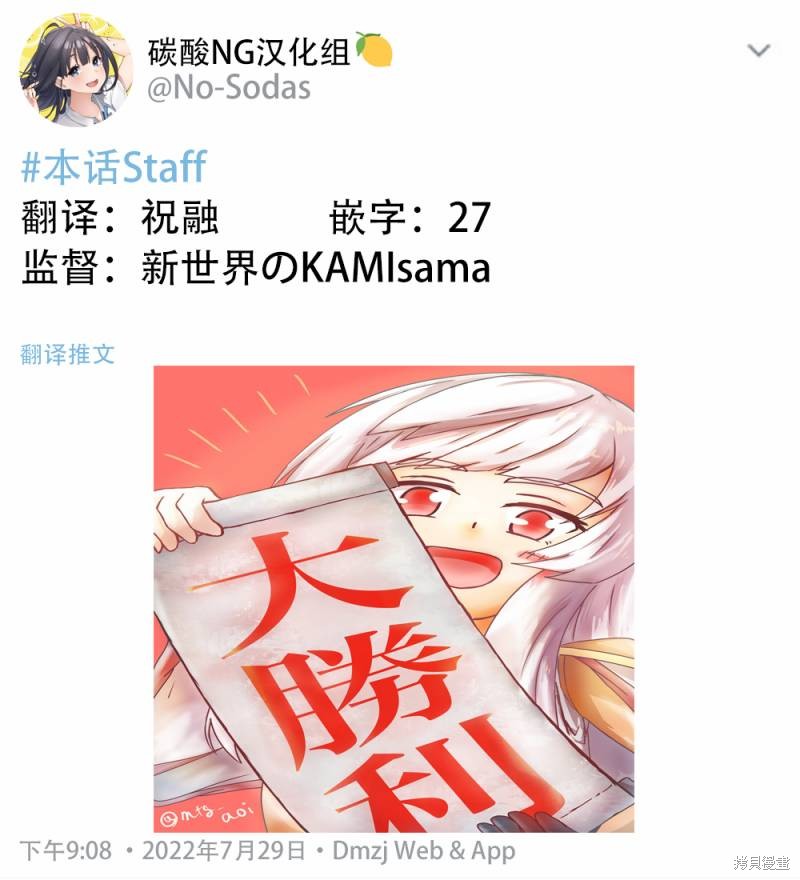 碳酸NG汉化组🍋
@No-Sodas
#本话Staff
翻译：祝融 嵌字：27
监督：新世界のKAMIsama
翻译推文
大勝利
@mtg_aoi
下午9:08 · 2022年7月29日 · Dmzj Web & App
拷貝漫畫